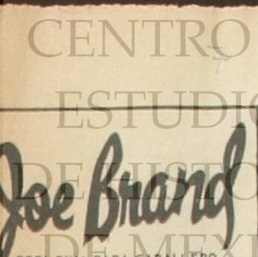 CENTRO
ESTUDIO
DE HISTO
Joe Brand
DE MEX